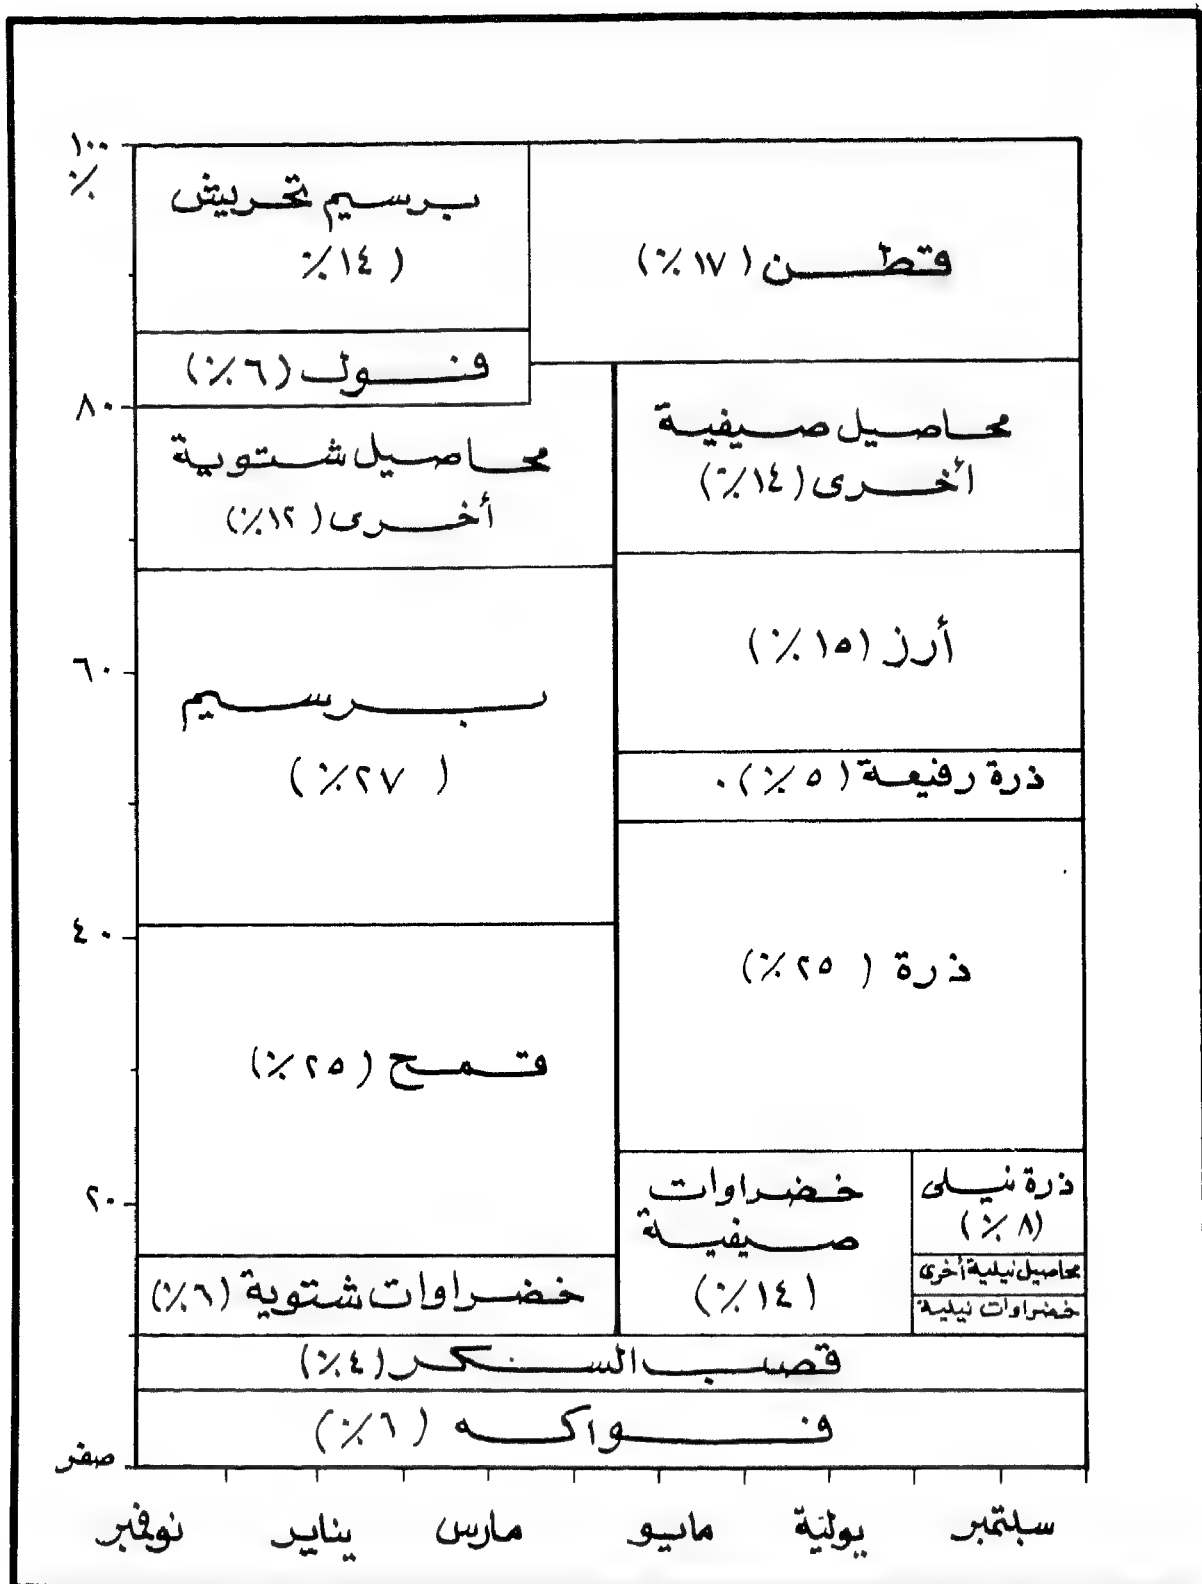 ١٠٠
%
برسيم تحريش
( ١٤%
قطن ( ١٧ %)
فول ( ٦ %)
٨٠
محاصيل صيفية
أخرى ( ١٤ %)
محاصيل شتوية
أخرى ( ١٢ %)
أرز ( ١٥ %)
٦٠
برسيم
( ٢٧ %)
ذرة رفيعة ( ٥ %) .
٤٠
ذرة ( ٢٥ %)
قمح ( ٢٥ %)
خضراوات
صيفية
( ١٤ %)
ذرة نيلى
(٨ %)
٢٠
محاصيل نيلية أخرى
خضراوات نيلية
خضراوات شتوية (٦ %)
قصب السكر (٤ %)
فواكه (٦ %)
صفر
نوفمبر يناير مارس مايو يولية سبتمبر